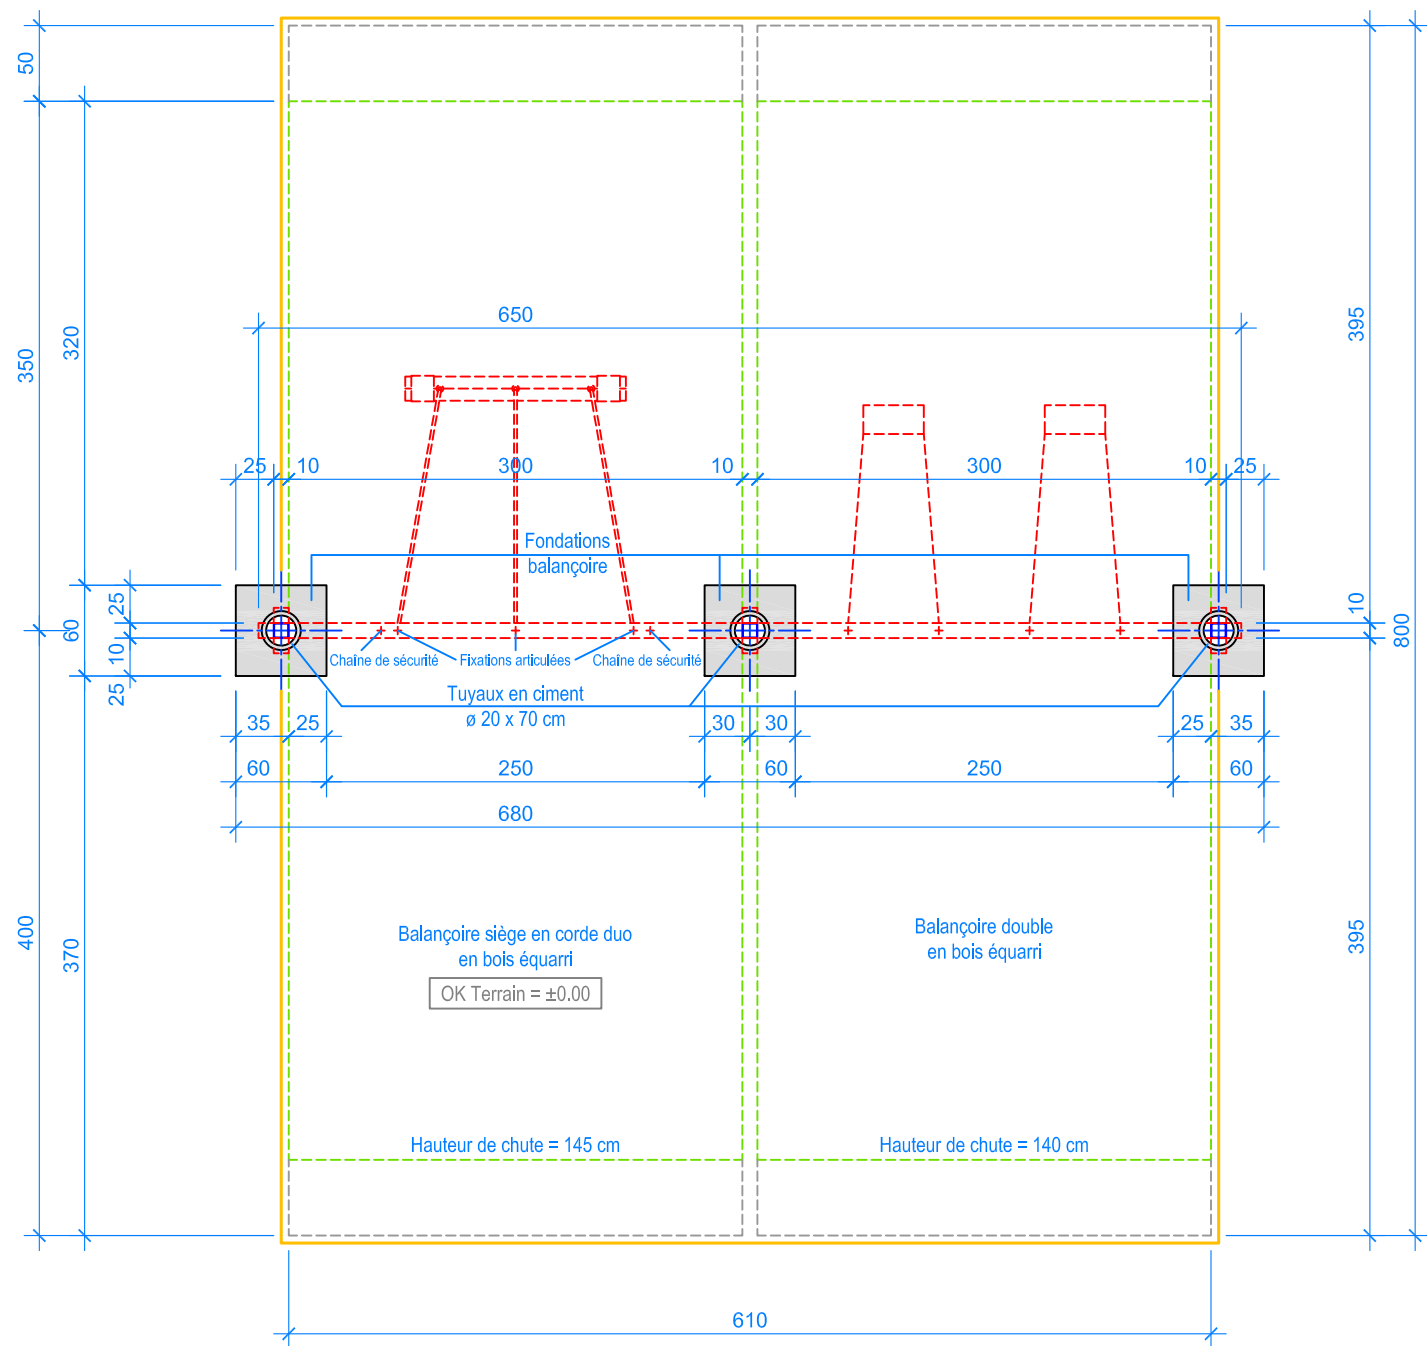 50
650
320
350
395
25
10
300
10
300
10
25
Fondations
balançoire
25
60
10
25
10
800
Chaîne de sécurité
Fixations articulées
Chaîne de sécurité
Tuyaux en ciment
ø 20 x 70 cm
35
25
30
30
25
35
60
250
60
250
60
680
400
370
395
Balançoire siège en corde duo
en bois équarri
Balançoire double
en bois équarri
OK Terrain = ±0.00
Hauteur de chute = 145 cm
Hauteur de chute = 140 cm
610